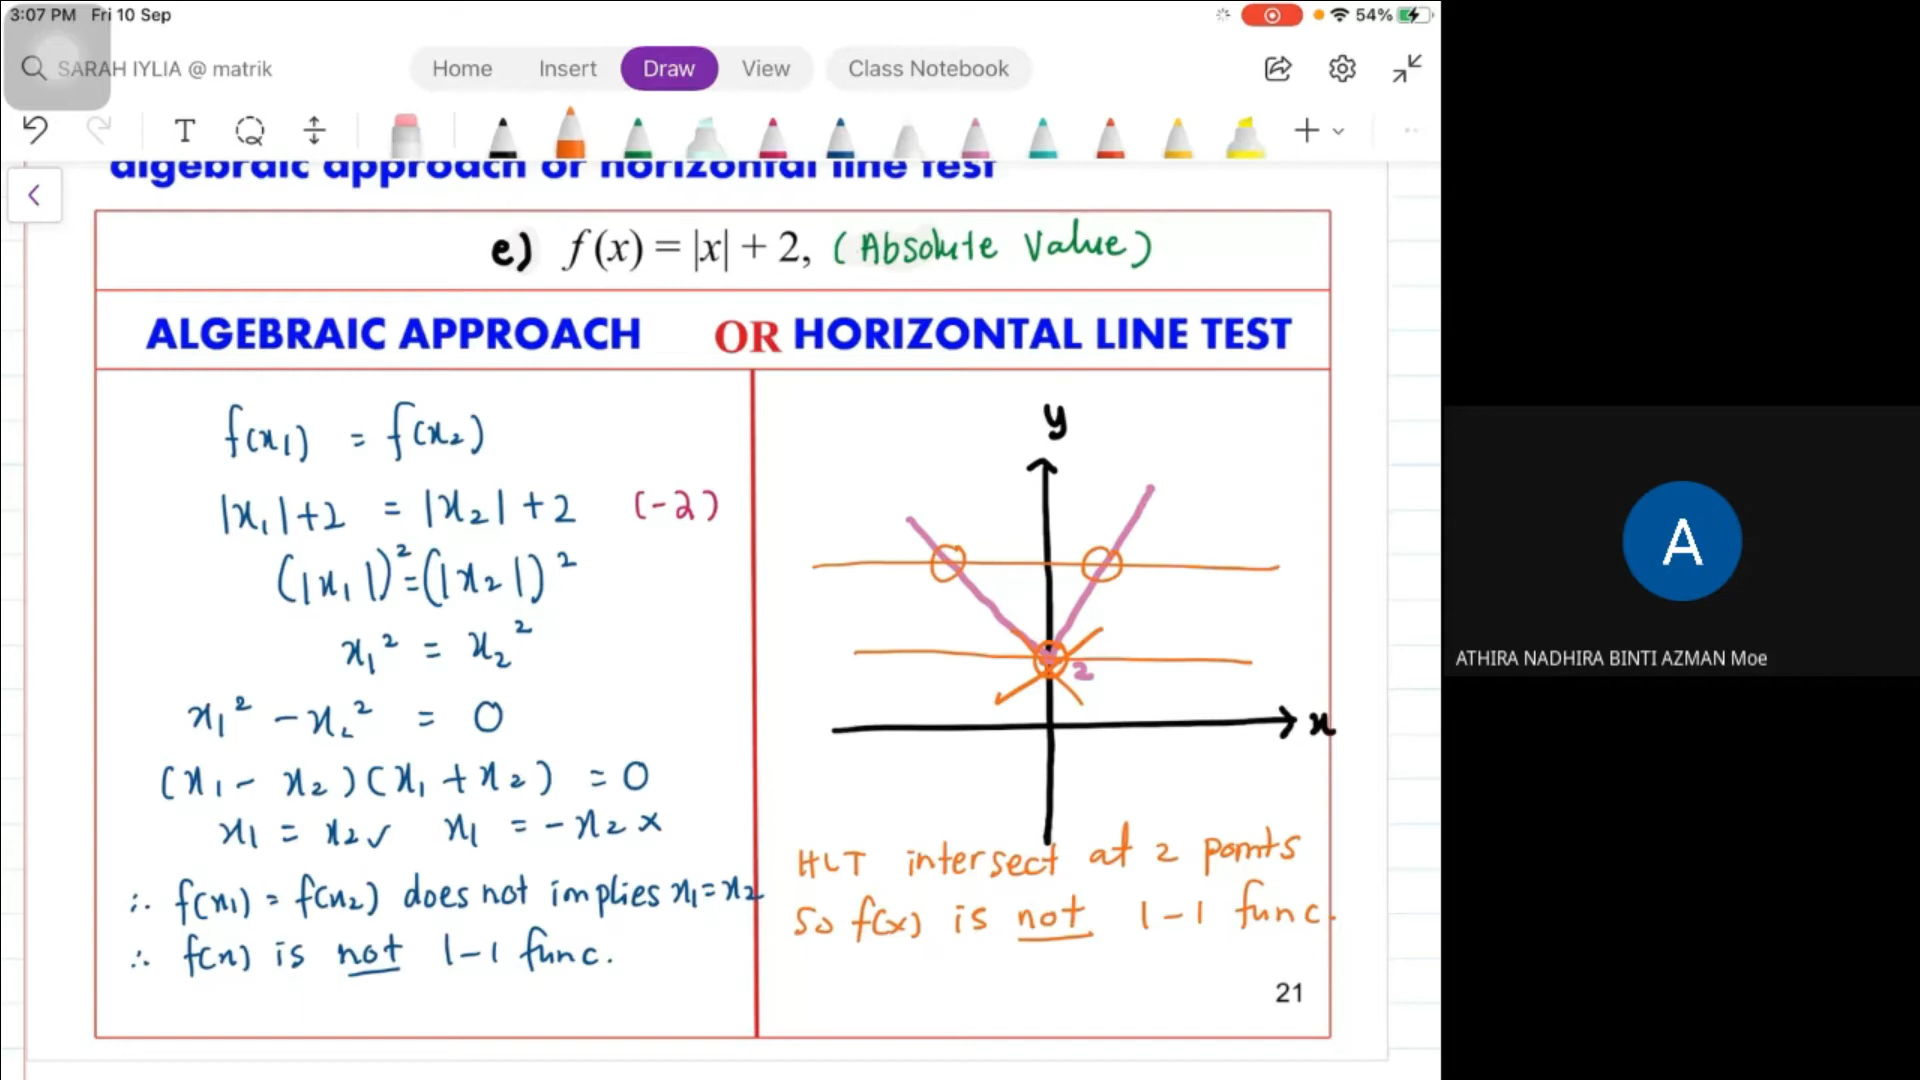 3:07 PM Fri 10 Sep
54%
SARAH IYLIA @ matrik
Home Insert Draw View Class Notebook
T
algebraic approach or horizontal line test
e) f(x) = |x| + 2, (Absolute Value)
ALGEBRAIC APPROACH OR HORIZONTAL LINE TEST
f(x₁) = f(x₂)
|x₁|+2 = |x₂|+2 (-2)
(|x₁|)²=(|x₂|)²
x₁² = x₂²
x₁² - x₂² = 0
(x₁ - x₂)(x₁ + x₂) = 0
x₁ = x₂ ✓ x₁ = -x₂ ×
∴ f(x₁) = f(x₂) does not implies x₁=x₂
∴ f(x) is not 1-1 func.
y
2
x
HLT intersect at 2 points
So f(x) is not 1-1 func.
21
A
ATHIRA NADHIRA BINTI AZMAN Moe